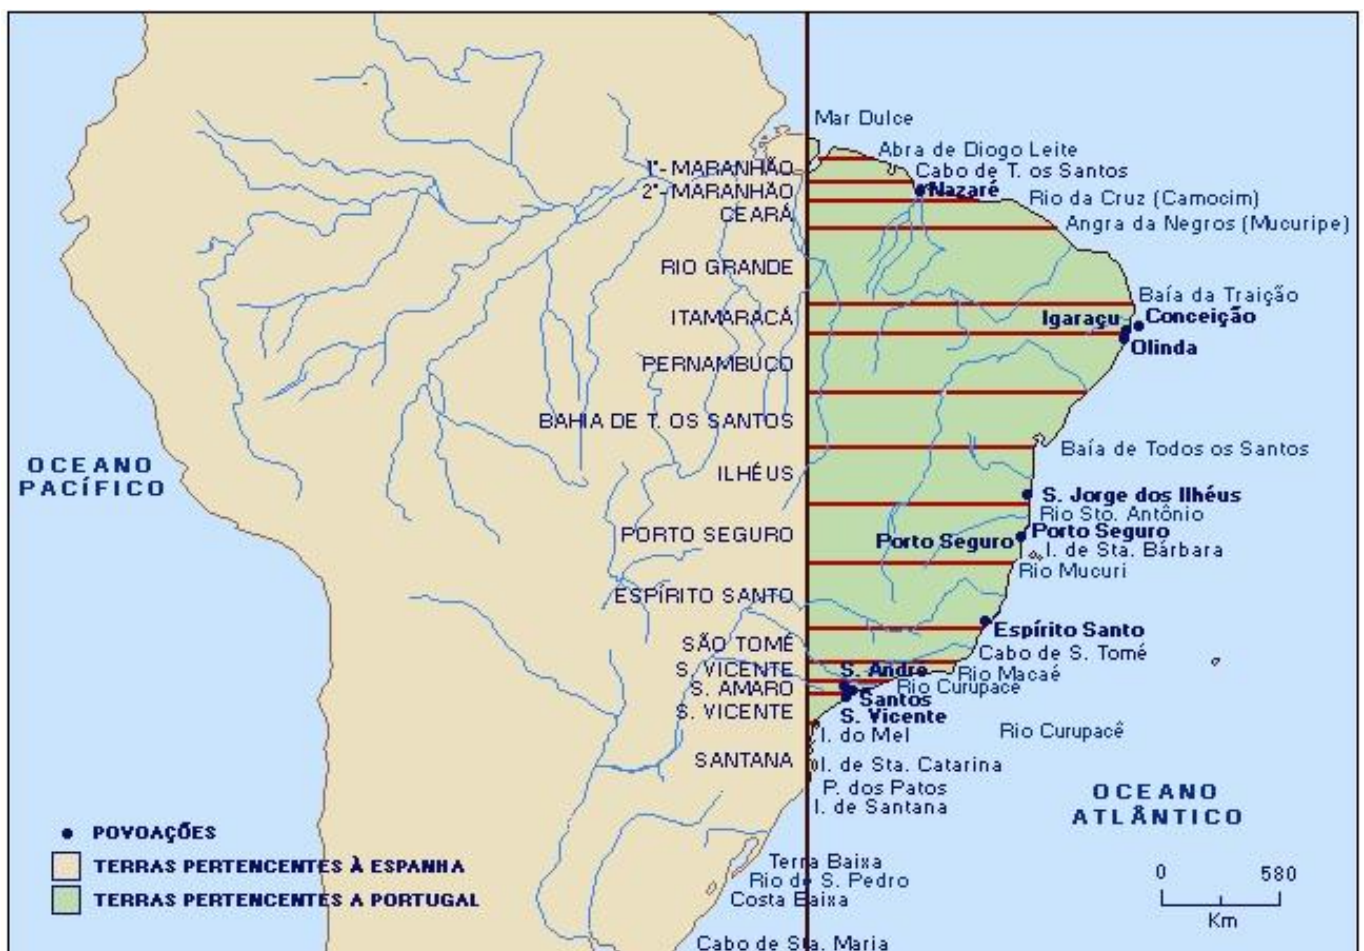 Mar Dulce
Abra de Diogo Leite
1ª- MARANHÃO
Cabo de T. os Santos
2ª- MARANHÃO
Nazaré
Rio da Cruz (Camocim)
CEARÁ
Angra da Negros (Mucuripe)
RIO GRANDE
Baía da Traição
ITAMARACÁ
Igaraçu
Conceição
Olinda
PERNAMBUCO
BAHIA DE T. OS SANTOS
Baía de Todos os Santos
OCEANO
PACÍFICO
ILHÉUS
S. Jorge dos Ilhéus
Rio Sto. Antônio
PORTO SEGURO
Porto Seguro
Porto Seguro
I. de Sta. Bárbara
Rio Mucuri
ESPÍRITO SANTO
Espírito Santo
SÃO TOMÉ
Cabo de S. Tomé
S. VICENTE
S. André
Rio Macaé
S. AMARO
Rio Curupacê
Santos
S. VICENTE
S. Vicente
I. do Mel
Rio Curupacê
SANTANA
I. de Sta. Catarina
P. dos Patos
I. de Santana
OCEANO
ATLÂNTICO
POVOAÇÕES
TERRAS PERTENCENTES À ESPANHA
TERRAS PERTENCENTES A PORTUGAL
Terra Baixa
Rio de S. Pedro
Costa Baixa
Cabo de Sta. Maria
0 580
Km